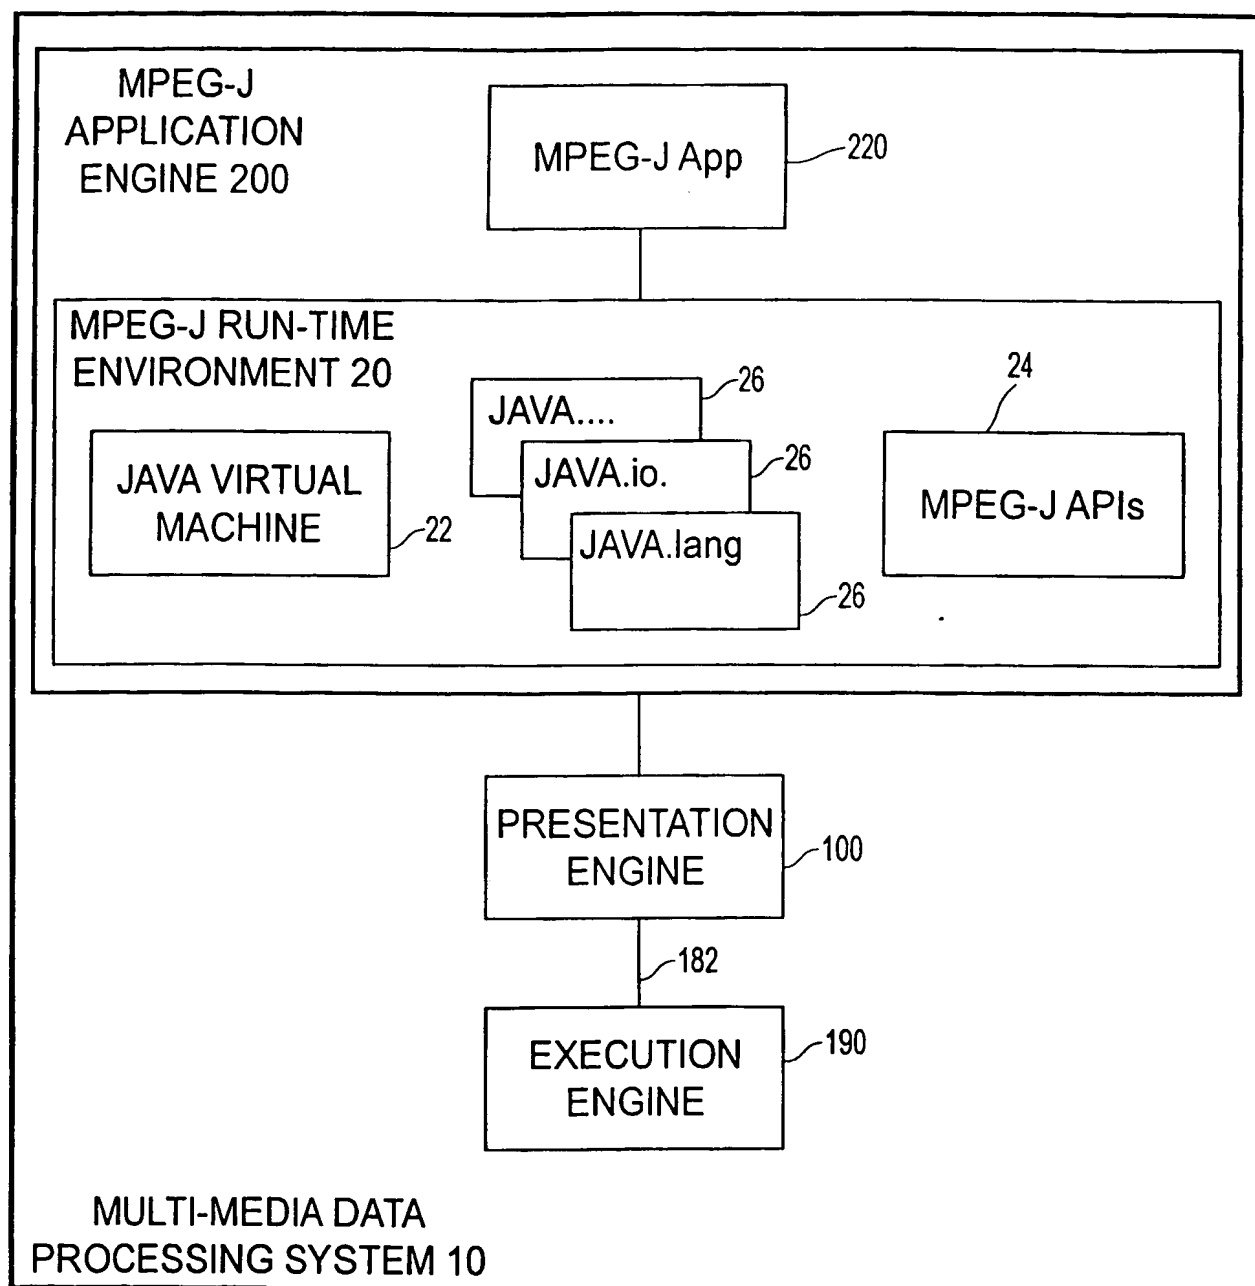 MPEG-J
APPLICATION
ENGINE 200
MPEG-J App
220
MPEG-J RUN-TIME
ENVIRONMENT 20
JAVA VIRTUAL
MACHINE
22
JAVA....
26
JAVA.io.
26
JAVA.lang
26
24
MPEG-J APIs
PRESENTATION
ENGINE
100
182
EXECUTION
ENGINE
190
MULTI-MEDIA DATA
PROCESSING SYSTEM 10